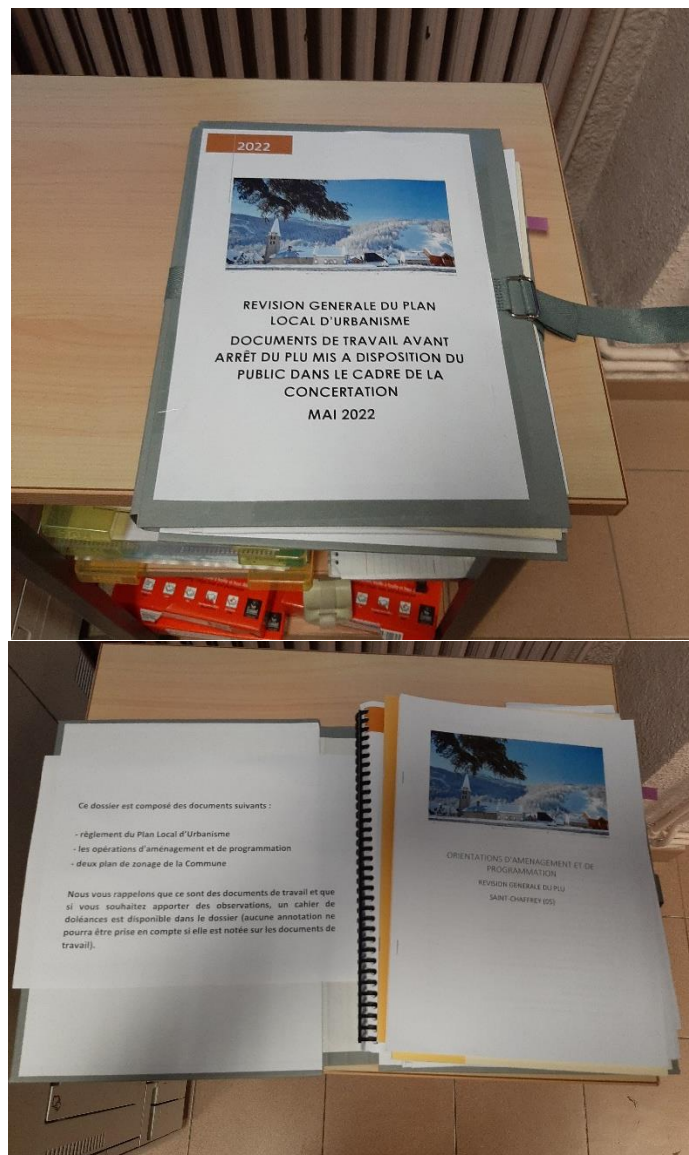 2022
REVISION GENERALE DU PLAN
LOCAL D'URBANISME
DOCUMENTS DE TRAVAIL AVANT
ARRÊT DU PLU MIS A DISPOSITION DU
PUBLIC DANS LE CADRE DE LA
CONCERTATION
MAI 2022
Ce dossier est composé des documents suivants :
- règlement du Plan Local d'Urbanisme
- les opérations d'aménagement et de programmation
- deux plan de zonage de la Commune
Nous vous rappelons que ce sont des documents de travail et que
si vous souhaitez apporter des observations, un cahier de
doléances est disponible dans le dossier (aucune annotation ne
pourra être prise en compte si elle est notée sur les documents de
travail).
ORIENTATIONS D'AMENAGEMENT ET DE
PROGRAMMATION
REVISION GENERALE DU PLU
SAINT-CHAFFREY (05)